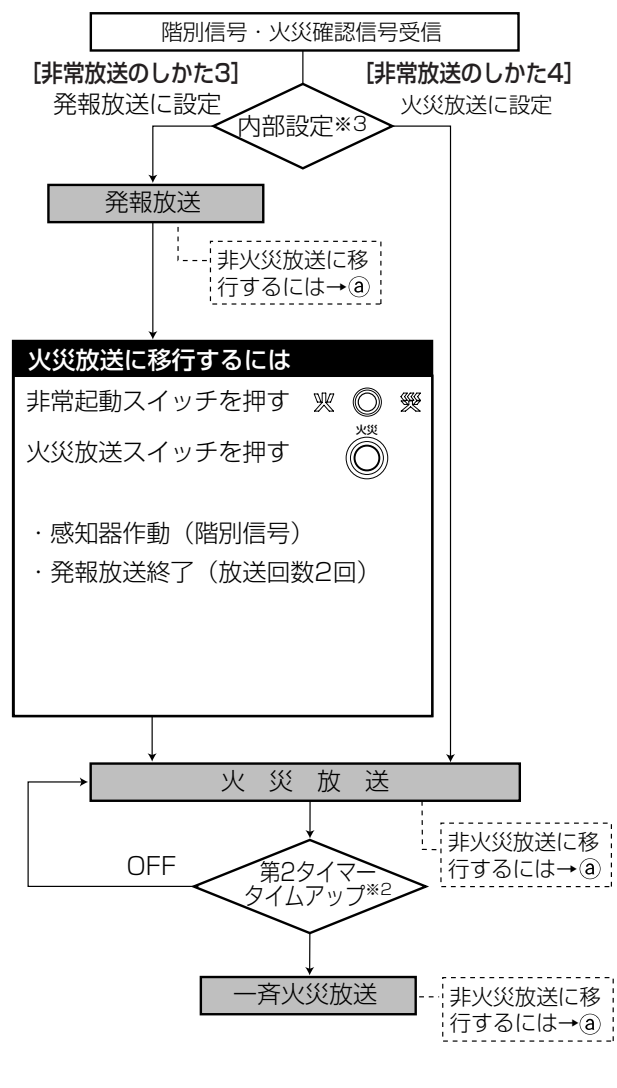 階別信号・火災確認信号受信
[非常放送のしかた3]
発報放送に設定
[非常放送のしかた4]
火災放送に設定
内部設定※3
発報放送
非火災放送に移
行するには→ⓐ
火災放送に移行するには
非常起動スイッチを押す 火 災
火災
火災放送スイッチを押す
・感知器作動（階別信号）
・発報放送終了（放送回数2回）
火 災 放 送
非火災放送に移
行するには→ⓐ
OFF
第2タイマー
タイムアップ※2
一斉火災放送
非火災放送に移
行するには→ⓐ